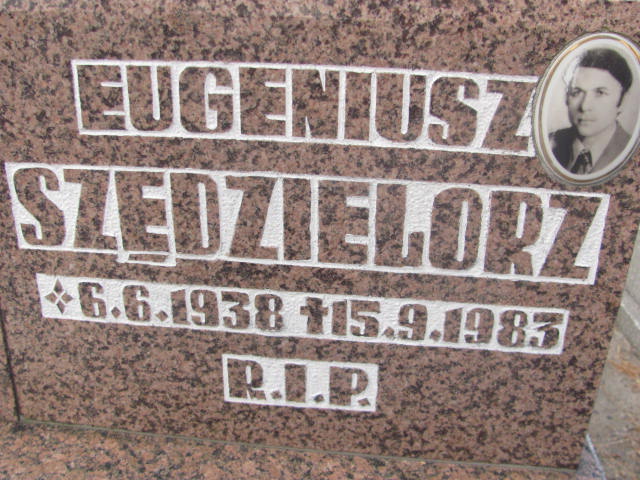 EUGENIUSZ
SZĘDZIELORZ
6.6.1938 ✝15.9.1983
R.I.P.